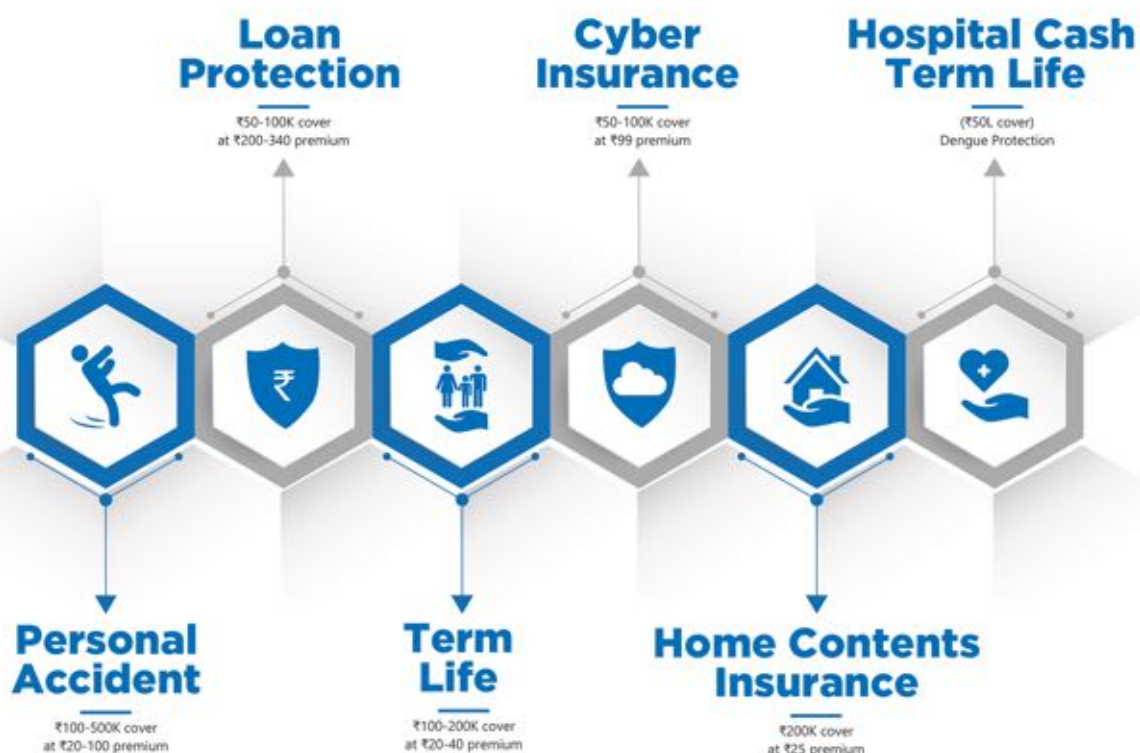 Loan
Protection
₹50-100K cover
at ₹200-340 premium
Cyber
Insurance
₹50-100K cover
at ₹99 premium
Hospital Cash
Term Life
(₹50L cover)
Dengue Protection
₹
Personal
Accident
₹100-500K cover
at ₹20-100 premium
Term
Life
₹100-200K cover
at ₹20-40 premium
Home Contents
Insurance
₹200K cover
at ₹25 premium